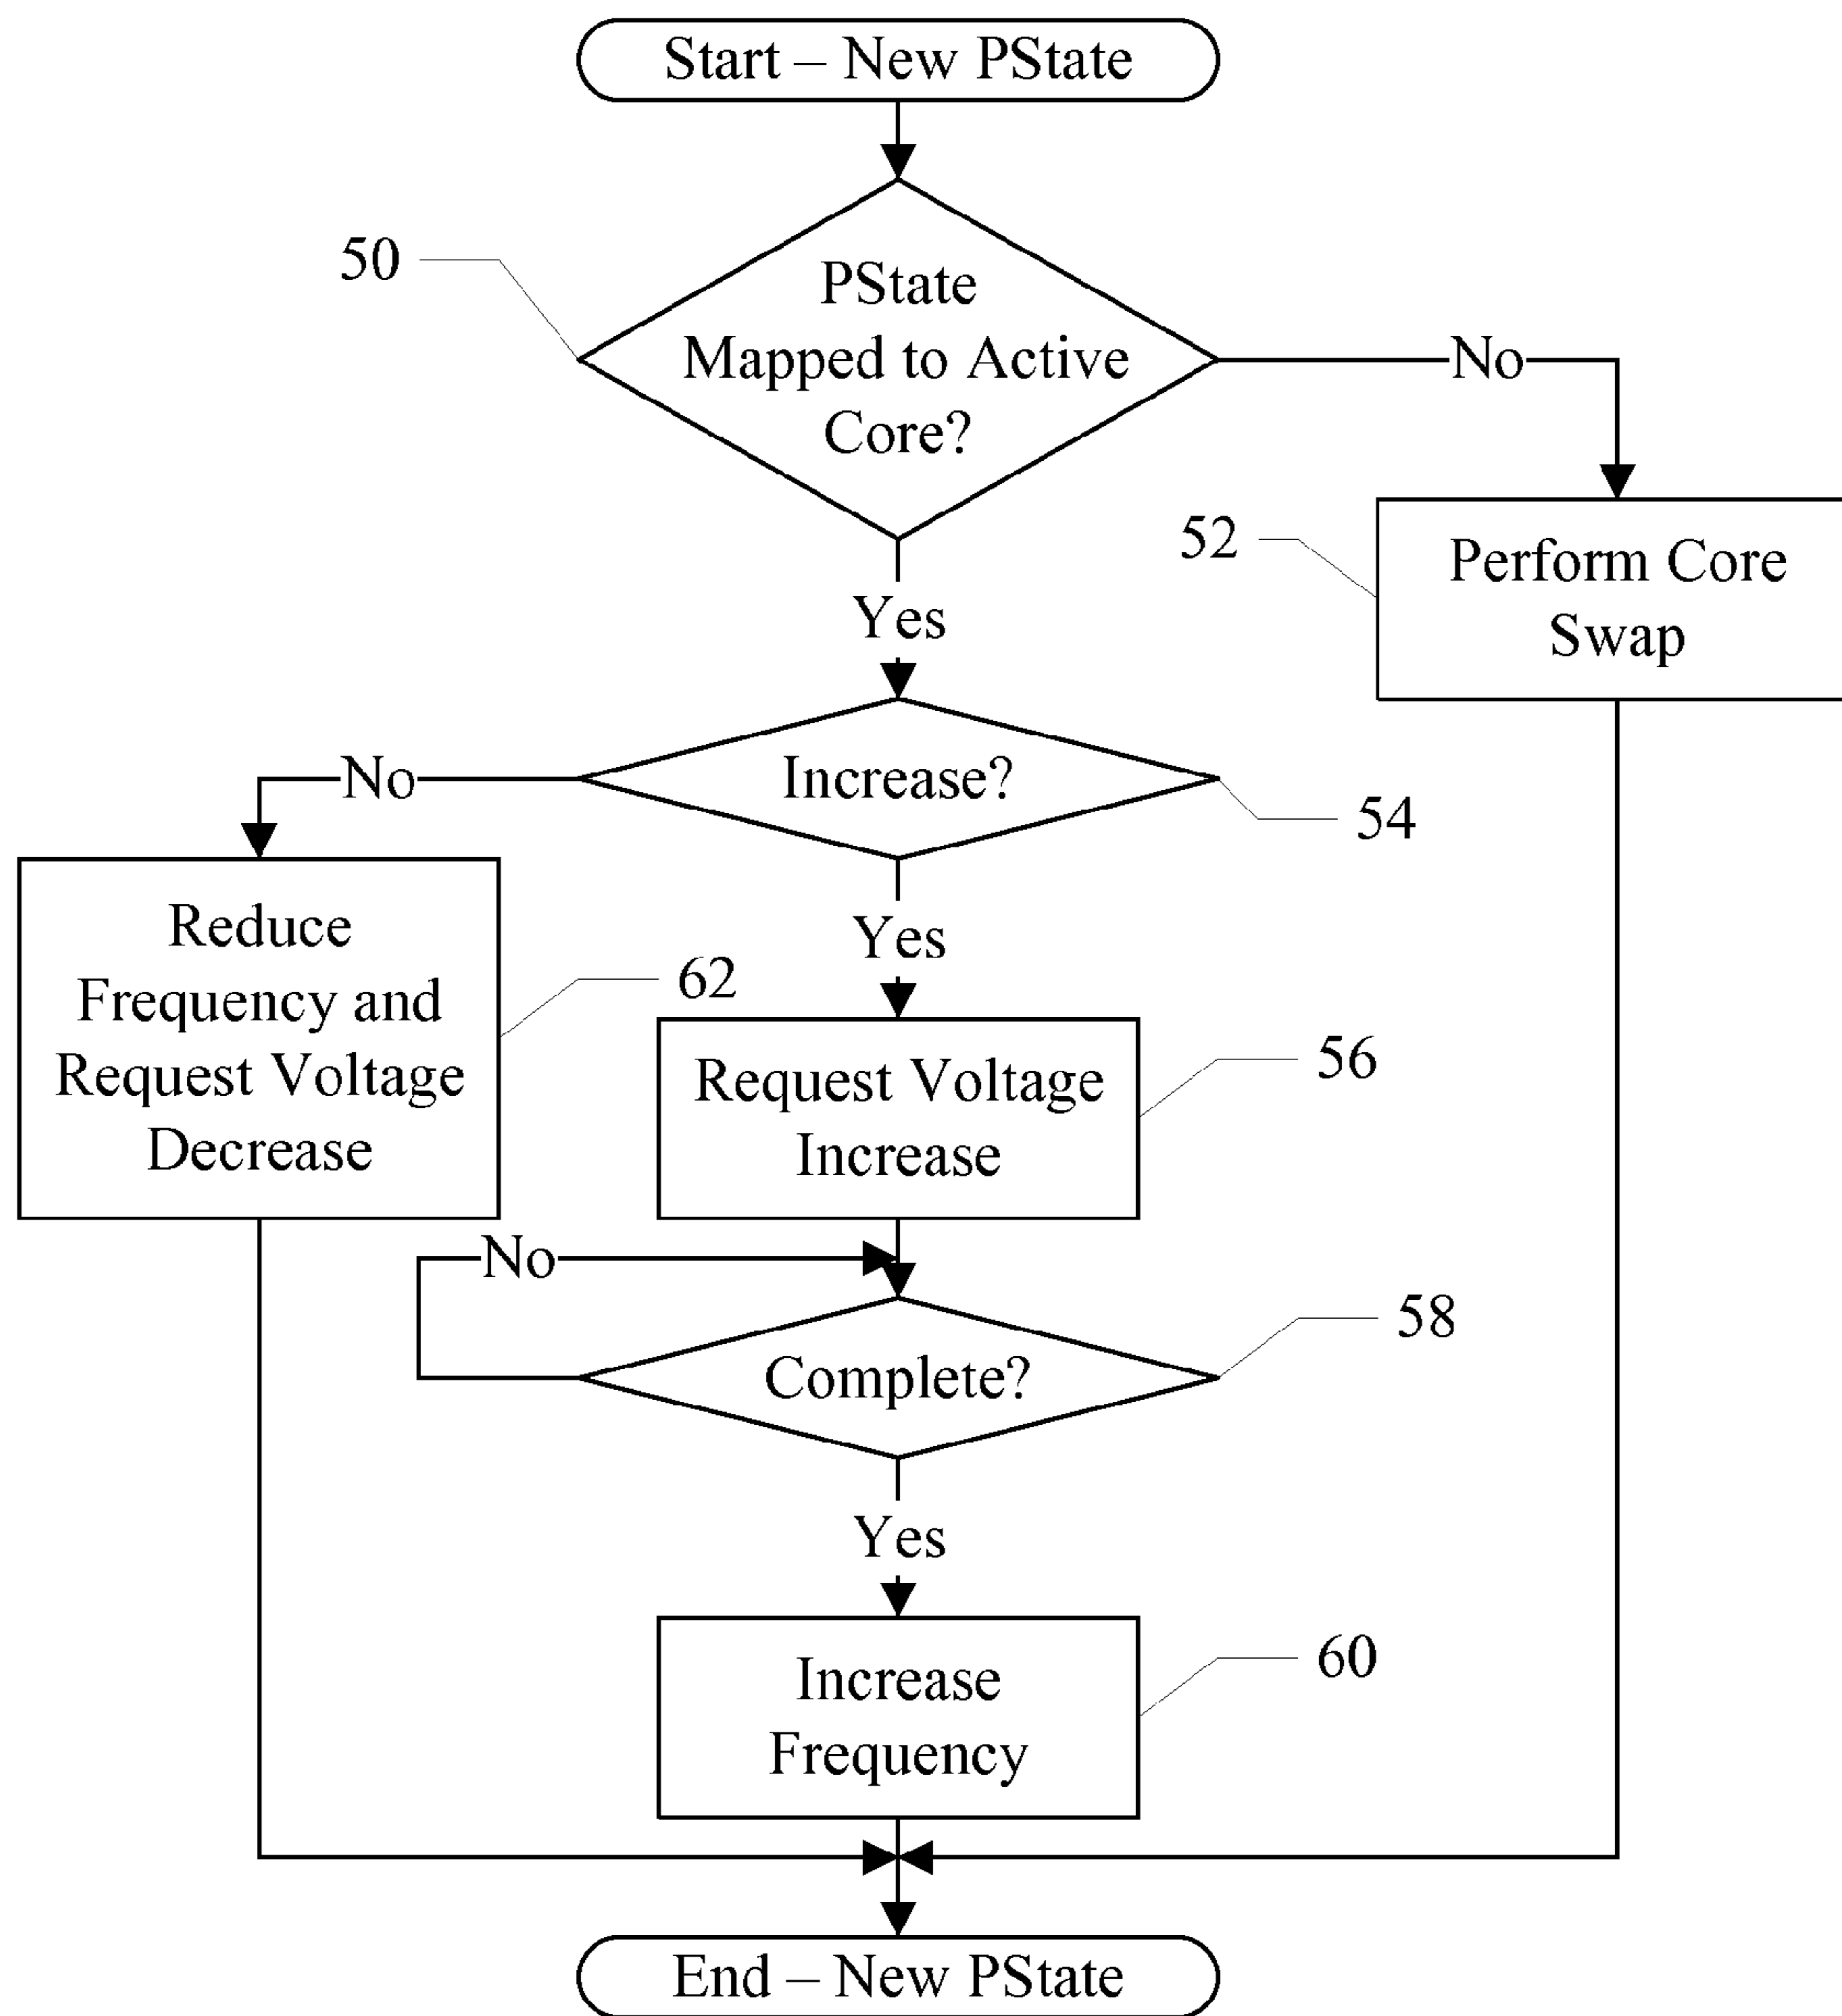 Start – New PState
50
PState
Mapped to Active
Core?
No
52
Perform Core
Swap
Yes
Increase?
No
54
Reduce
Frequency and
Request Voltage
Decrease
62
Yes
Request Voltage
Increase
56
No
Complete?
58
Yes
Increase
Frequency
60
End – New PState